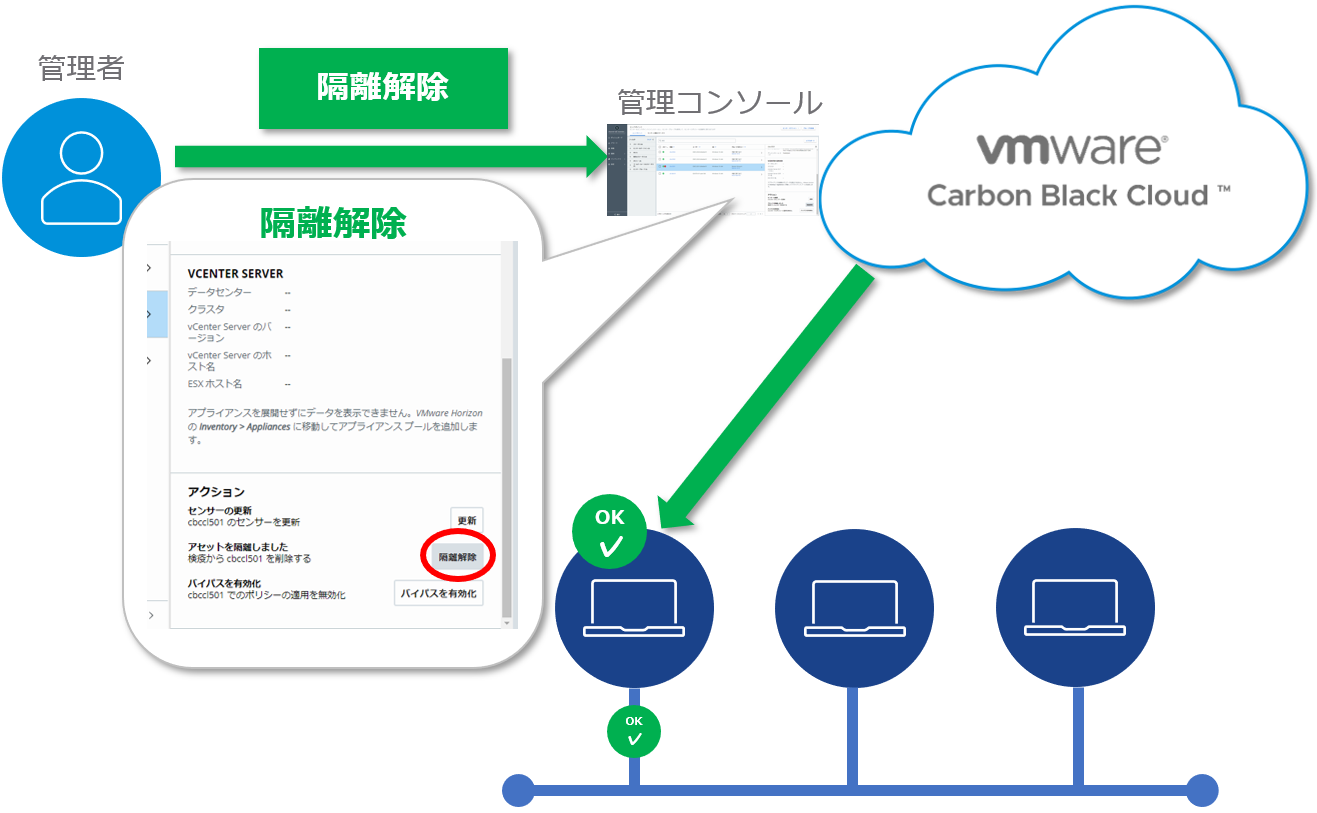 管理者
隔離解除
管理コンソール
vmware®
Carbon Black Cloud ™
隔離解除
VCENTER SERVER
データセンター --
クラスタ --
vCenter Server のバ --
ージョン
vCenter Server のホ --
スト名
ESX ホスト名 --
アプライアンスを展開せずにデータを表示できません。VMware Horizon
の Inventory > Appliances に移動してアプライアンス プールを追加しま
す。
アクション
センサーの更新
cbccl501 のセンサーを更新
更新
アセットを隔離しました
検疫から cbccl501 を削除する
隔離解除
バイパスを有効化
cbccl501 でのポリシーの適用を無効化
バイパスを有効化
OK
OK